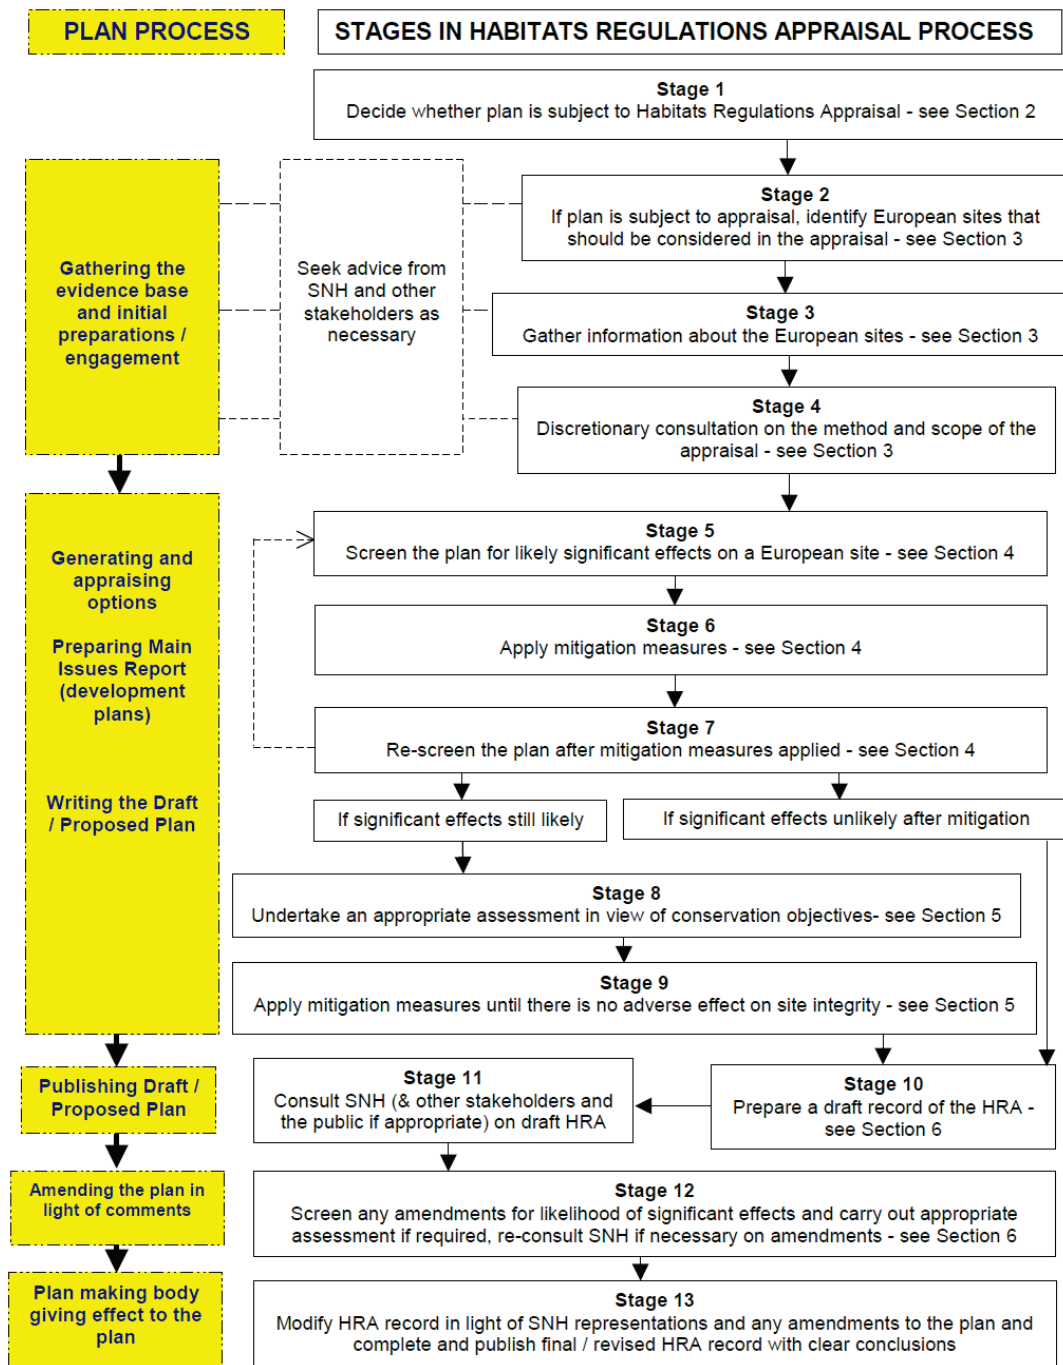 PLAN PROCESS
STAGES IN HABITATS REGULATIONS APPRAISAL PROCESS
Stage 1
Decide whether plan is subject to Habitats Regulations Appraisal - see Section 2
Gathering the
evidence base
and initial
preparations /
engagement
Seek advice from
SNH and other
stakeholders as
necessary
Stage 2
If plan is subject to appraisal, identify European sites that
should be considered in the appraisal - see Section 3
Stage 3
Gather information about the European sites - see Section 3
Stage 4
Discretionary consultation on the method and scope of the
appraisal - see Section 3
Generating and
appraising
options
Preparing Main
Issues Report
(development
plans)
Writing the Draft
/ Proposed Plan
Stage 5
Screen the plan for likely significant effects on a European site - see Section 4
Stage 6
Apply mitigation measures - see Section 4
Stage 7
Re-screen the plan after mitigation measures applied - see Section 4
If significant effects still likely
If significant effects unlikely after mitigation
Stage 8
Undertake an appropriate assessment in view of conservation objectives- see Section 5
Stage 9
Apply mitigation measures until there is no adverse effect on site integrity - see Section 5
Publishing Draft /
Proposed Plan
Stage 11
Consult SNH (& other stakeholders and
the public if appropriate) on draft HRA
Stage 10
Prepare a draft record of the HRA -
see Section 6
Amending the plan in
light of comments
Stage 12
Screen any amendments for likelihood of significant effects and carry out appropriate
assessment if required, re-consult SNH if necessary on amendments - see Section 6
Plan making body
giving effect to the
plan
Stage 13
Modify HRA record in light of SNH representations and any amendments to the plan and
complete and publish final / revised HRA record with clear conclusions